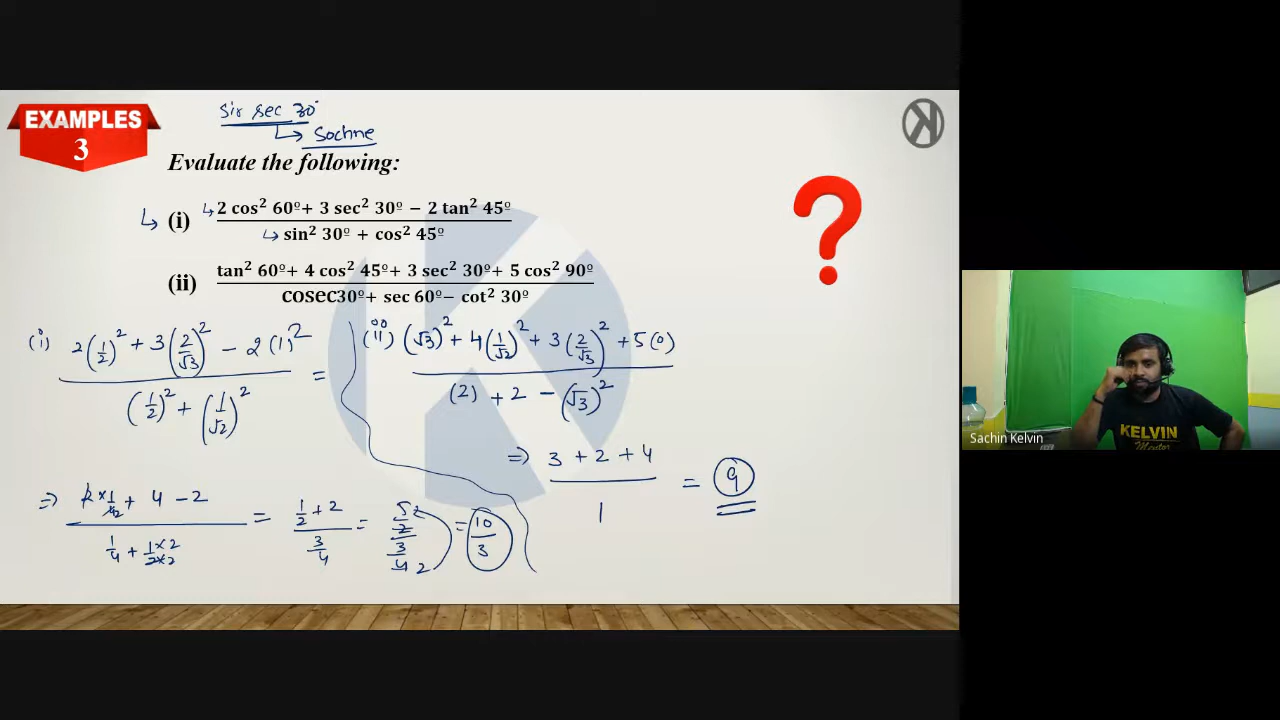 EXAMPLES
3
Sir sec 30°
↳ Sochne
Evaluate the following:
(i) 2 cos² 60º+ 3 sec² 30º − 2 tan² 45º
sin² 30º + cos² 45º
(ii) tan² 60º+ 4 cos² 45º+ 3 sec² 30º+ 5 cos² 90º
cosec30º+ sec 60º− cot² 30º
(i) 2(1/2)² + 3(2/√3)² − 2(1)²
(1/2)² + (1/√2)² =
(ii) (√3)² + 4(1/√2)² + 3(2/√3)² + 5(0)
(2) + 2 − (√3)²
⇒ 3 + 2 + 4
1
= 9
⇒ 2×1/42 + 4 − 2
1/4 + 1×2/2×2
= 1/2 + 2
3/4
= 5/2
3/4
= 10/3
KELVIN
Mentor
Sachin Kelvin